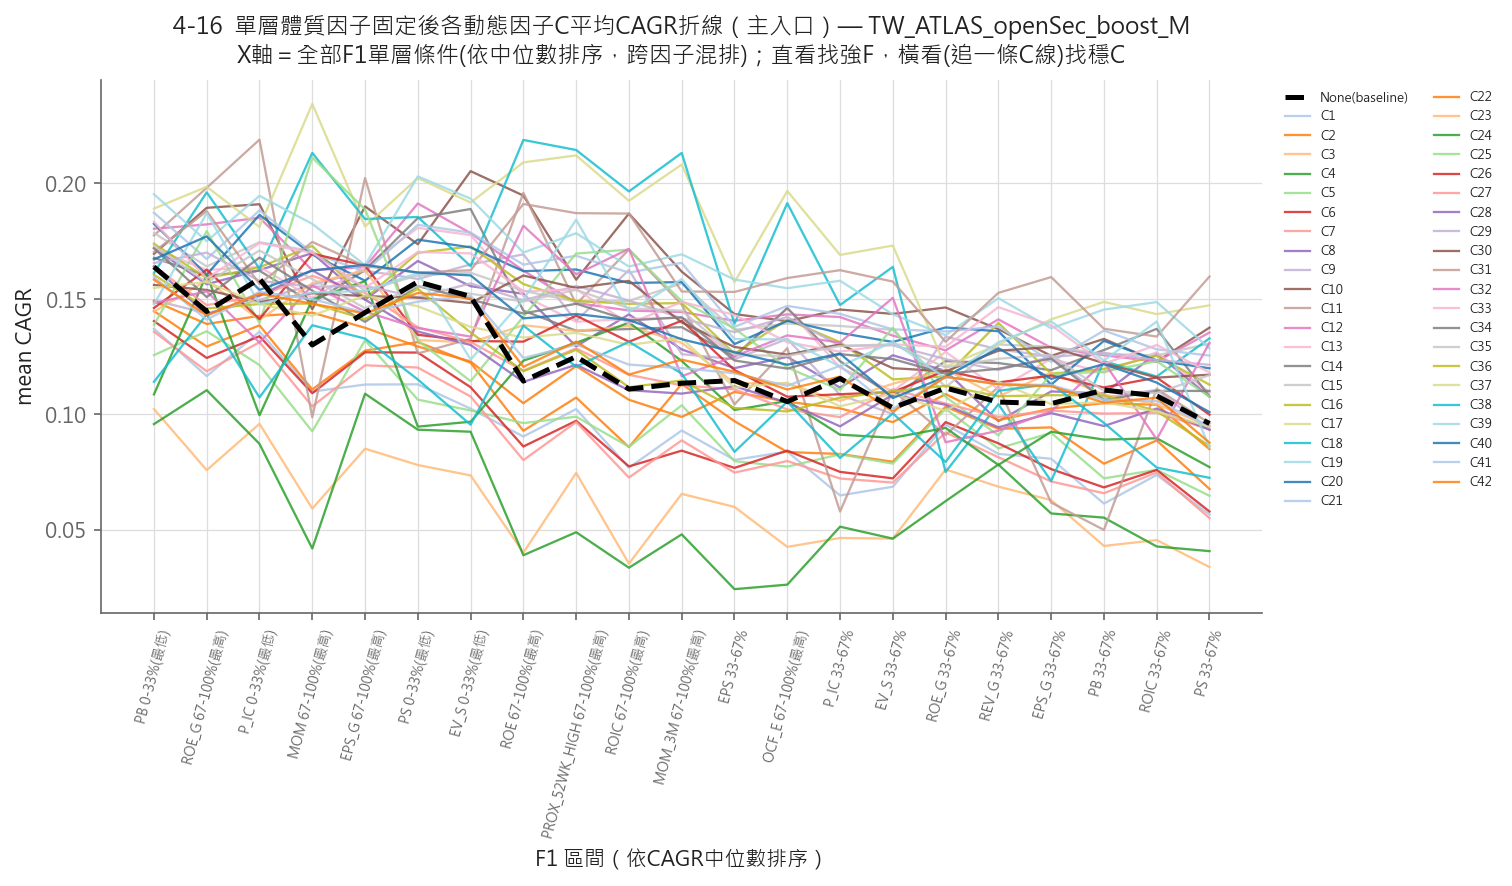 4-16 單層體質因子固定後各動態因子C平均CAGR折線（主入口）— TW_ATLAS_openSec_boost_M
X軸＝全部F1單層條件(依中位數排序，跨因子混排)；直看找強F，橫看(追一條C線)找穩C
mean CAGR
0.20
0.15
0.10
0.05
PB 0-33%(最低)
ROE_G 67-100%(最高)
P_IC 0-33%(最低)
MOM 67-100%(最高)
EPS_G 67-100%(最高)
PS 0-33%(最低)
EV_S 0-33%(最低)
ROE 67-100%(最高)
PROX_52WK_HIGH 67-100%(最高)
ROIC 67-100%(最高)
MOM_3M 67-100%(最高)
EPS 33-67%
OCF_E 67-100%(最高)
P_IC 33-67%
EV_S 33-67%
ROE_G 33-67%
REV_G 33-67%
EPS_G 33-67%
PB 33-67%
ROIC 33-67%
PS 33-67%
F1 區間（依CAGR中位數排序）
None(baseline)
C1
C2
C3
C4
C5
C6
C7
C8
C9
C10
C11
C12
C13
C14
C15
C16
C17
C18
C19
C20
C21
C22
C23
C24
C25
C26
C27
C28
C29
C30
C31
C32
C33
C34
C35
C36
C37
C38
C39
C40
C41
C42